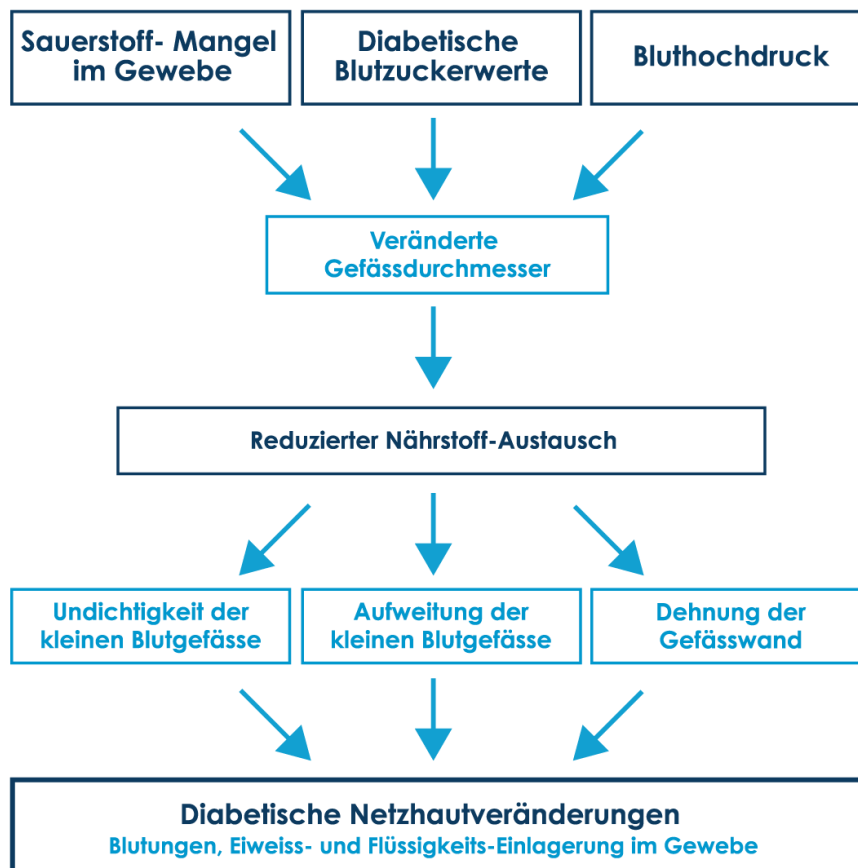 Sauerstoff- Mangel
im Gewebe
Diabetische
Blutzuckerwerte
Bluthochdruck
Veränderte
Gefässdurchmesser
Reduzierter Nährstoff-Austausch
Undichtigkeit der
kleinen Blutgefässe
Aufweitung der
kleinen Blutgefässe
Dehnung der
Gefässwand
Diabetische Netzhautveränderungen
Blutungen, Eiweiss- und Flüssigkeits-Einlagerung im Gewebe